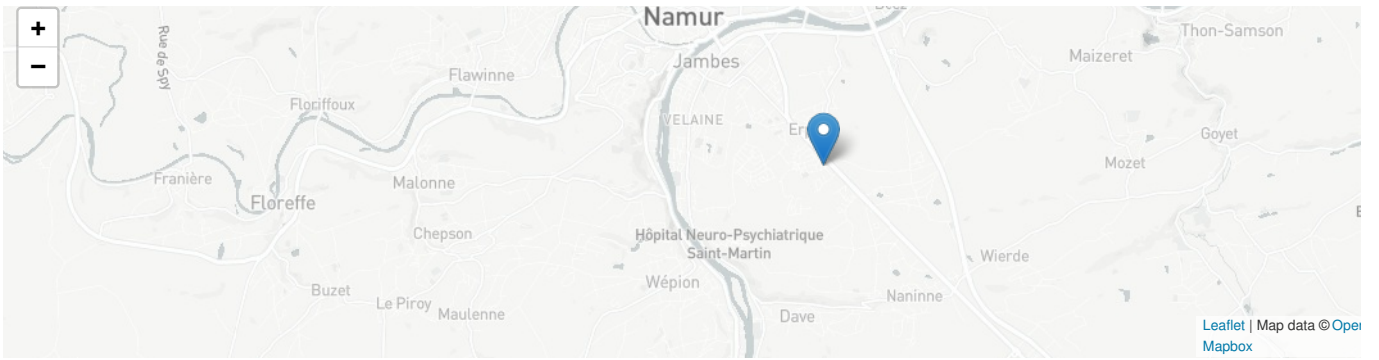 +
−
Namur
Thon-Samson
Rue de Spy
Maizeret
Jambes
Flawinne
Floriffoux
VELAINE
Goyet
Mozet
Franière
Malonne
Floreffe
Chepson
Hôpital Neuro-Psychiatrique
Saint-Martin
Wierde
Wépion
Buzet
Naninne
Le Piroy
Maulenne
Dave
Leaflet | Map data © Open
Mapbox